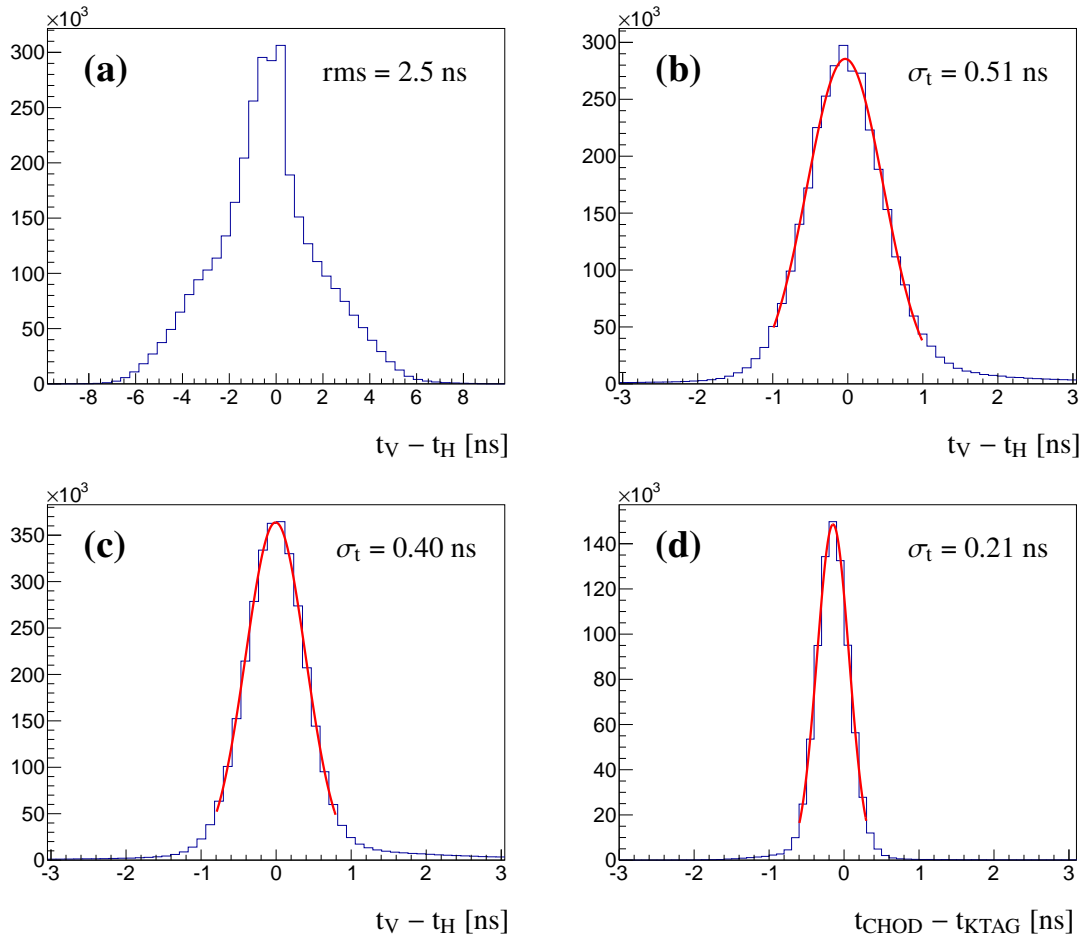 ×10³
(a)
rms = 2.5 ns
300
250
200
150
100
50
0
-8 -6 -4 -2 0 2 4 6 8
t_V − t_H [ns]
×10³
(b)
σ_t = 0.51 ns
300
250
200
150
100
50
0
-3 -2 -1 0 1 2 3
t_V − t_H [ns]
×10³
(c)
σ_t = 0.40 ns
350
300
250
200
150
100
50
0
-3 -2 -1 0 1 2 3
t_V − t_H [ns]
×10³
(d)
σ_t = 0.21 ns
140
120
100
80
60
40
20
0
-3 -2 -1 0 1 2 3
t_CHOD − t_KTAG [ns]